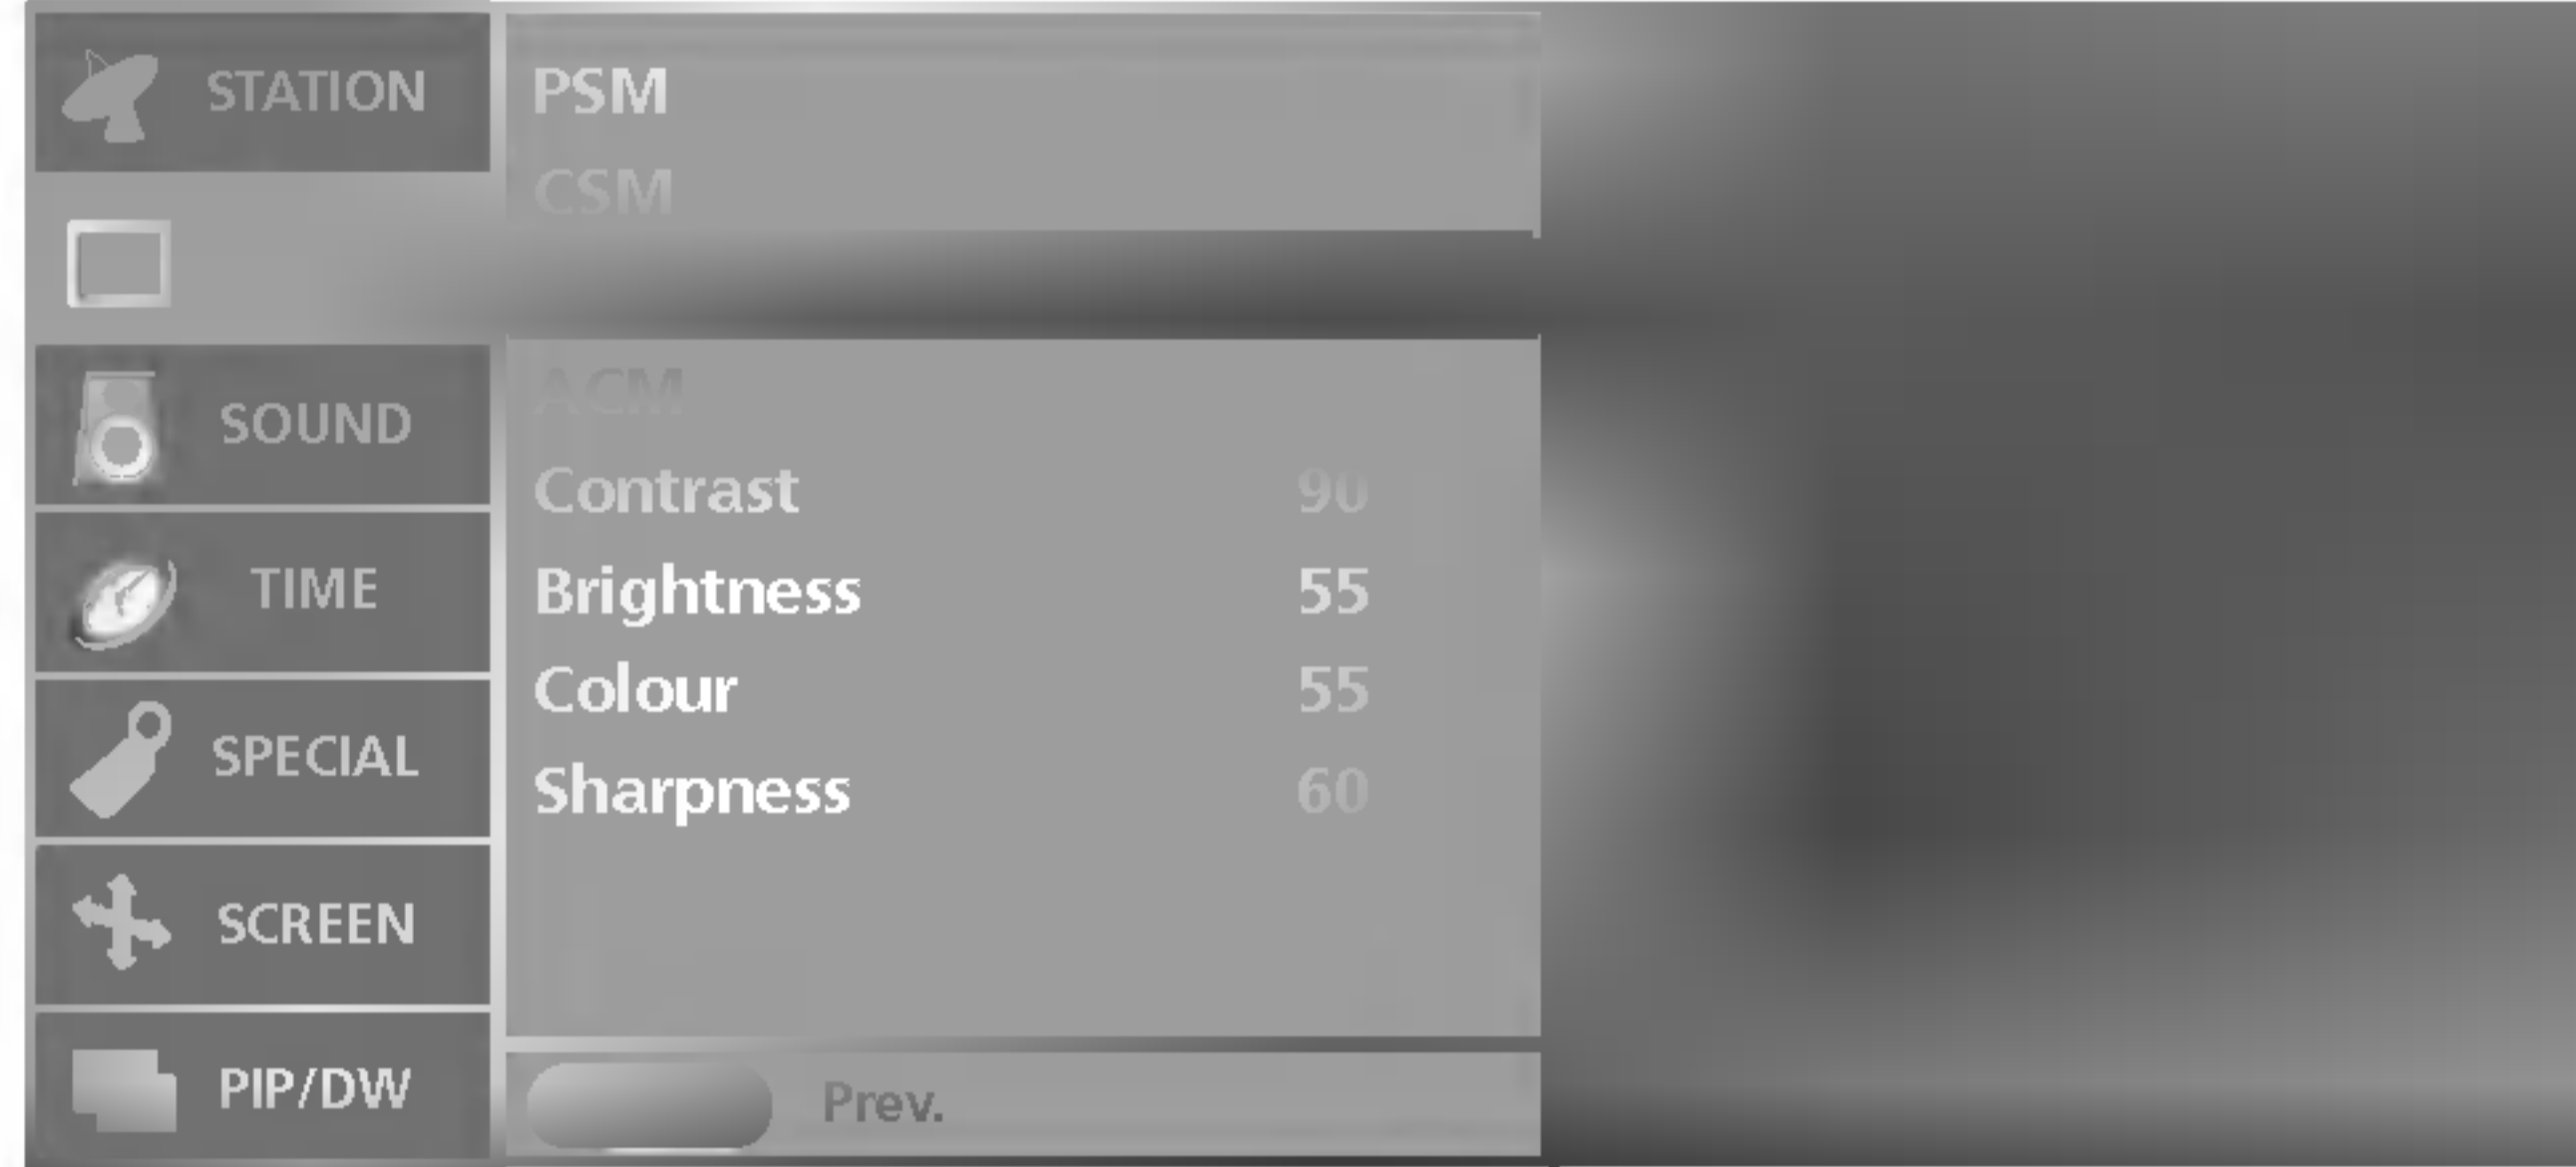 STATION
SOUND
TIME
SPECIAL
SCREEN
PIP/DW
PSM
CSM
ACM
Contrast 90
Brightness 55
Colour 55
Sharpness 60
Prev.